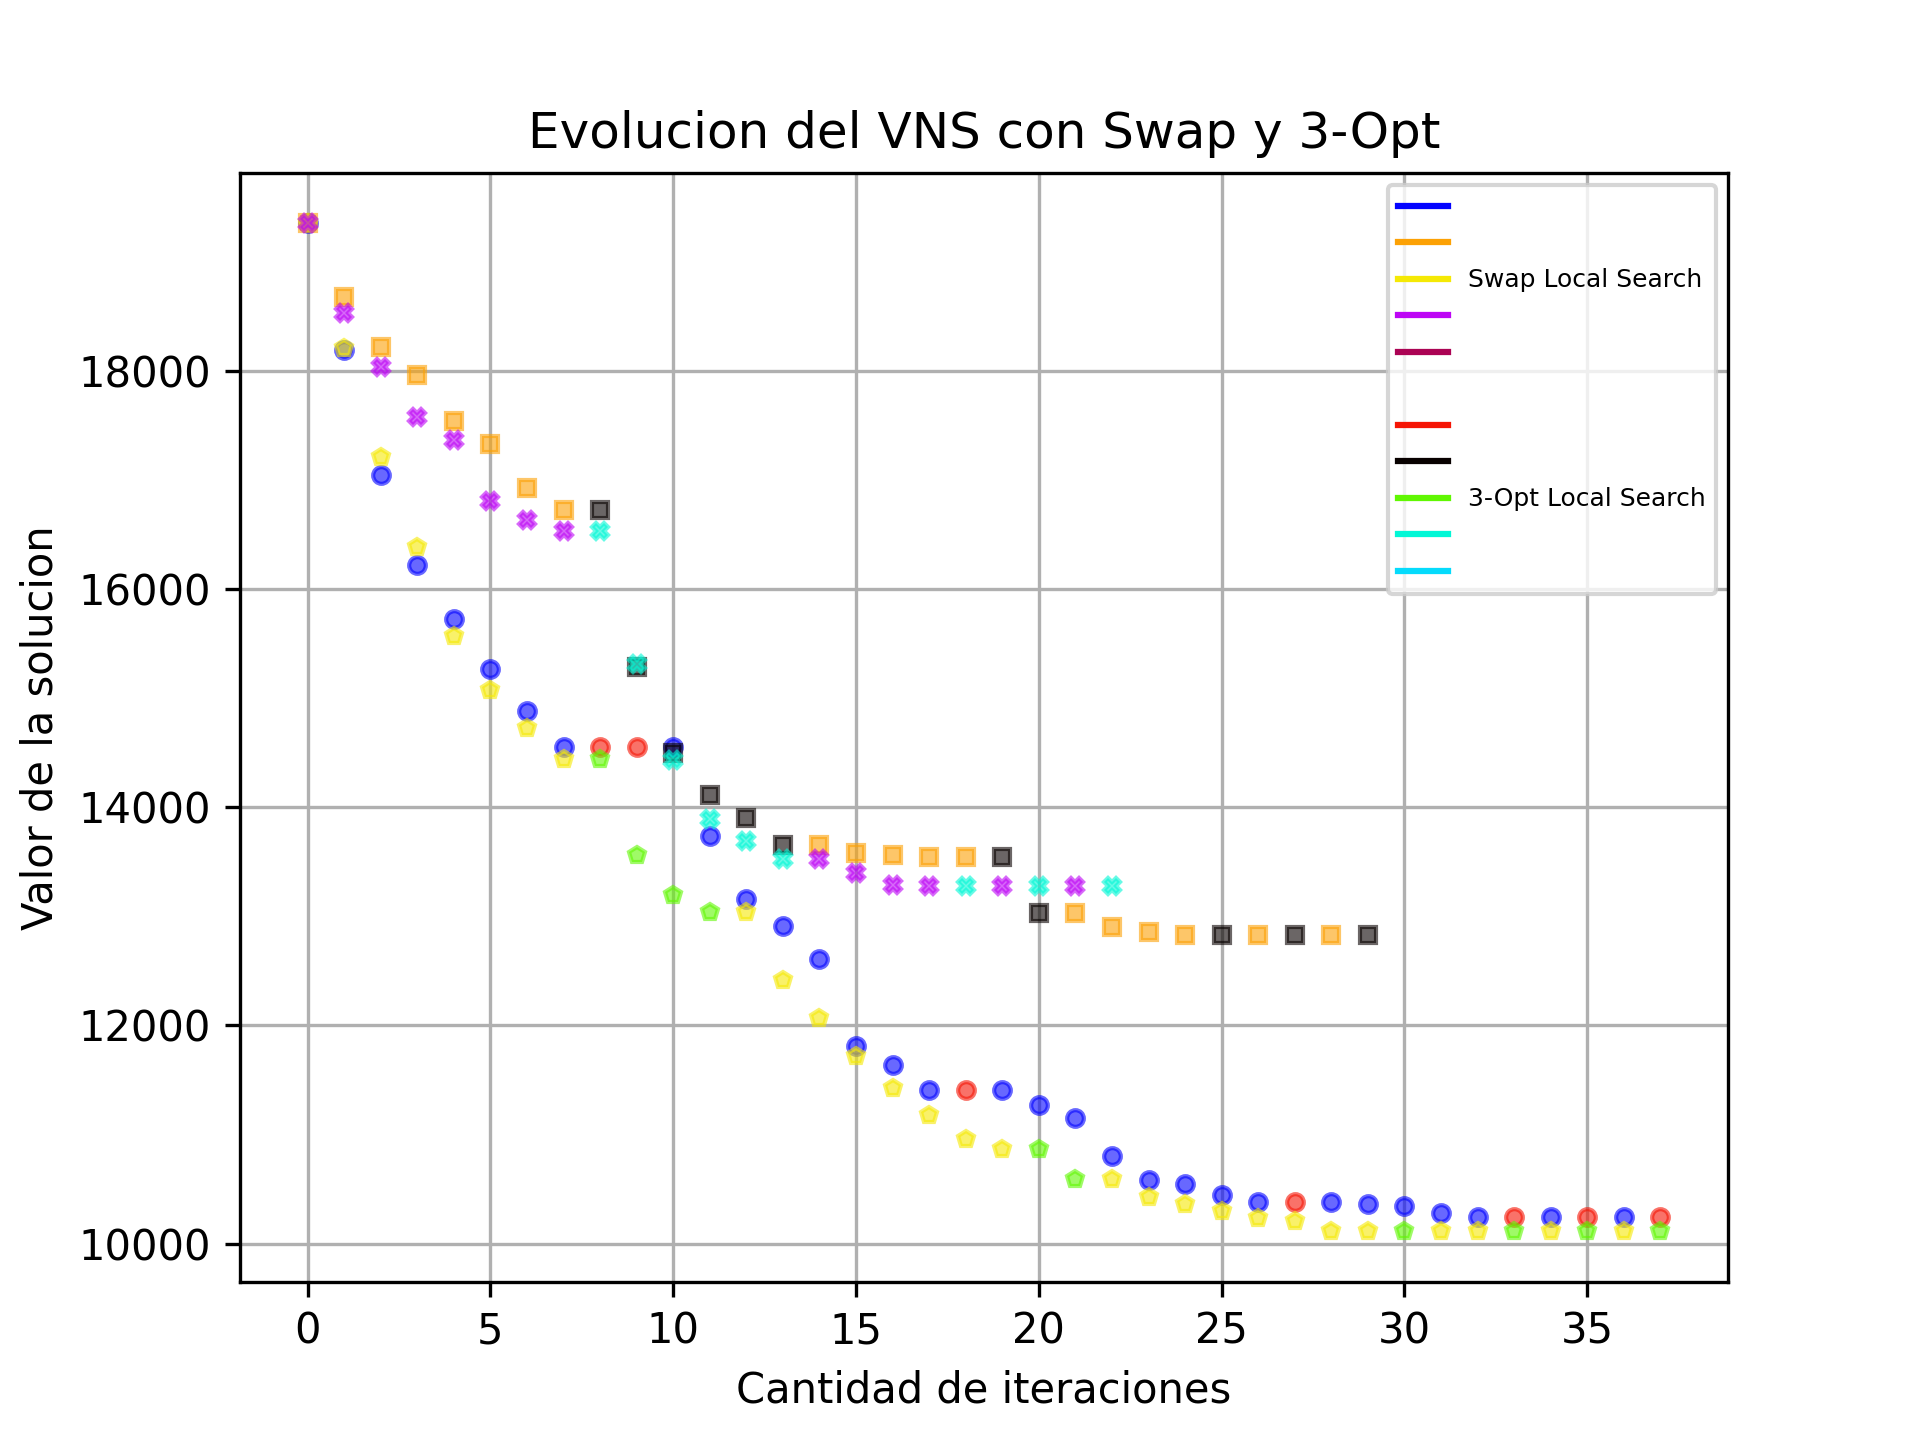 Evolucion del VNS con Swap y 3-Opt
Swap Local Search
3-Opt Local Search
Valor de la solucion
18000
16000
14000
12000
10000
0 5 10 15 20 25 30 35
Cantidad de iteraciones